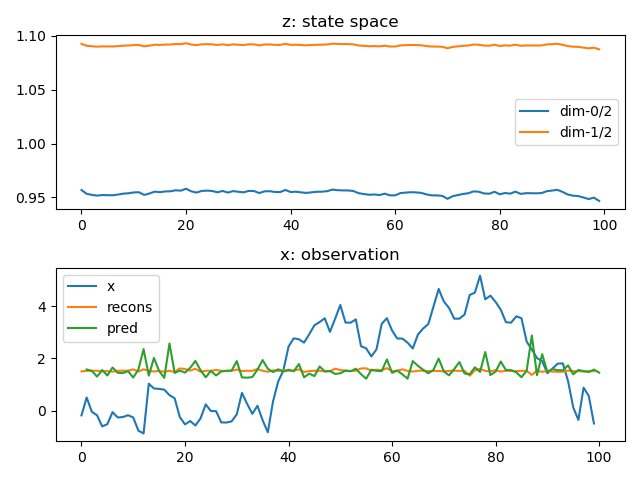 z: state space
1.10
1.05
1.00
0.95
dim-0/2
dim-1/2
0 20 40 60 80 100
x: observation
4
2
0
x
recons
pred
0 20 40 60 80 100